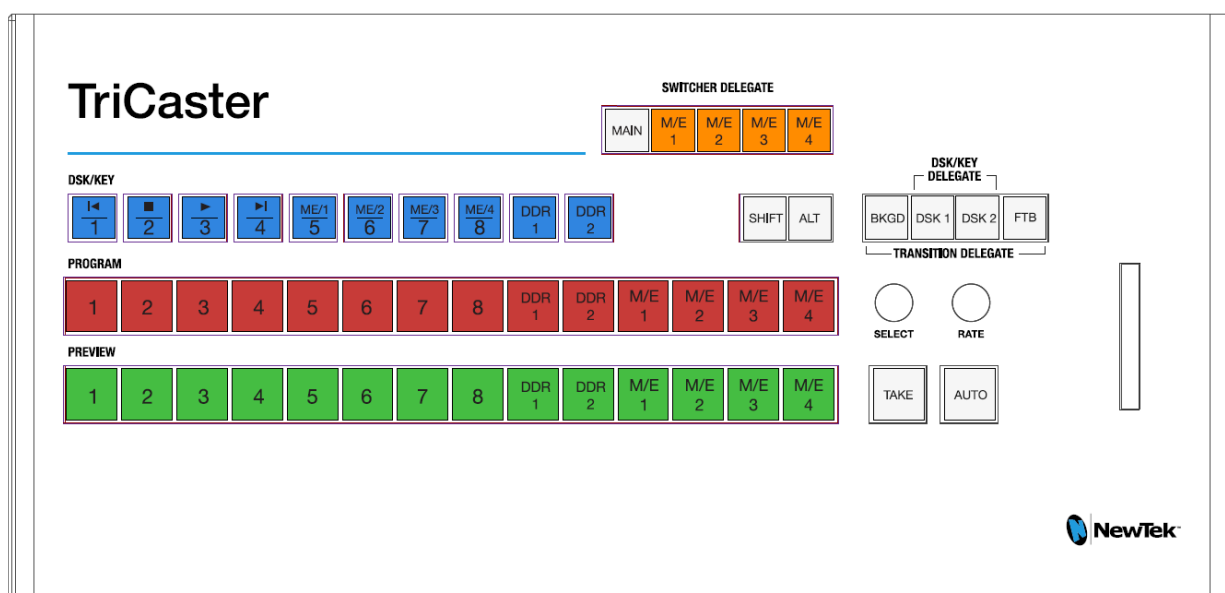 TriCaster
SWITCHER DELEGATE
MAIN M/E 1 M/E 2 M/E 3 M/E 4
DSK/KEY
DSK/KEY DELEGATE
1 2 3 4 ME/1 5 ME/2 6 ME/3 7 ME/4 8 DDR 1 DDR 2
SHIFT ALT
BKGD DSK 1 DSK 2 FTB
TRANSITION DELEGATE
PROGRAM
1 2 3 4 5 6 7 8 DDR 1 DDR 2 M/E 1 M/E 2 M/E 3 M/E 4
SELECT RATE
PREVIEW
1 2 3 4 5 6 7 8 DDR 1 DDR 2 M/E 1 M/E 2 M/E 3 M/E 4
TAKE AUTO
NewTek™